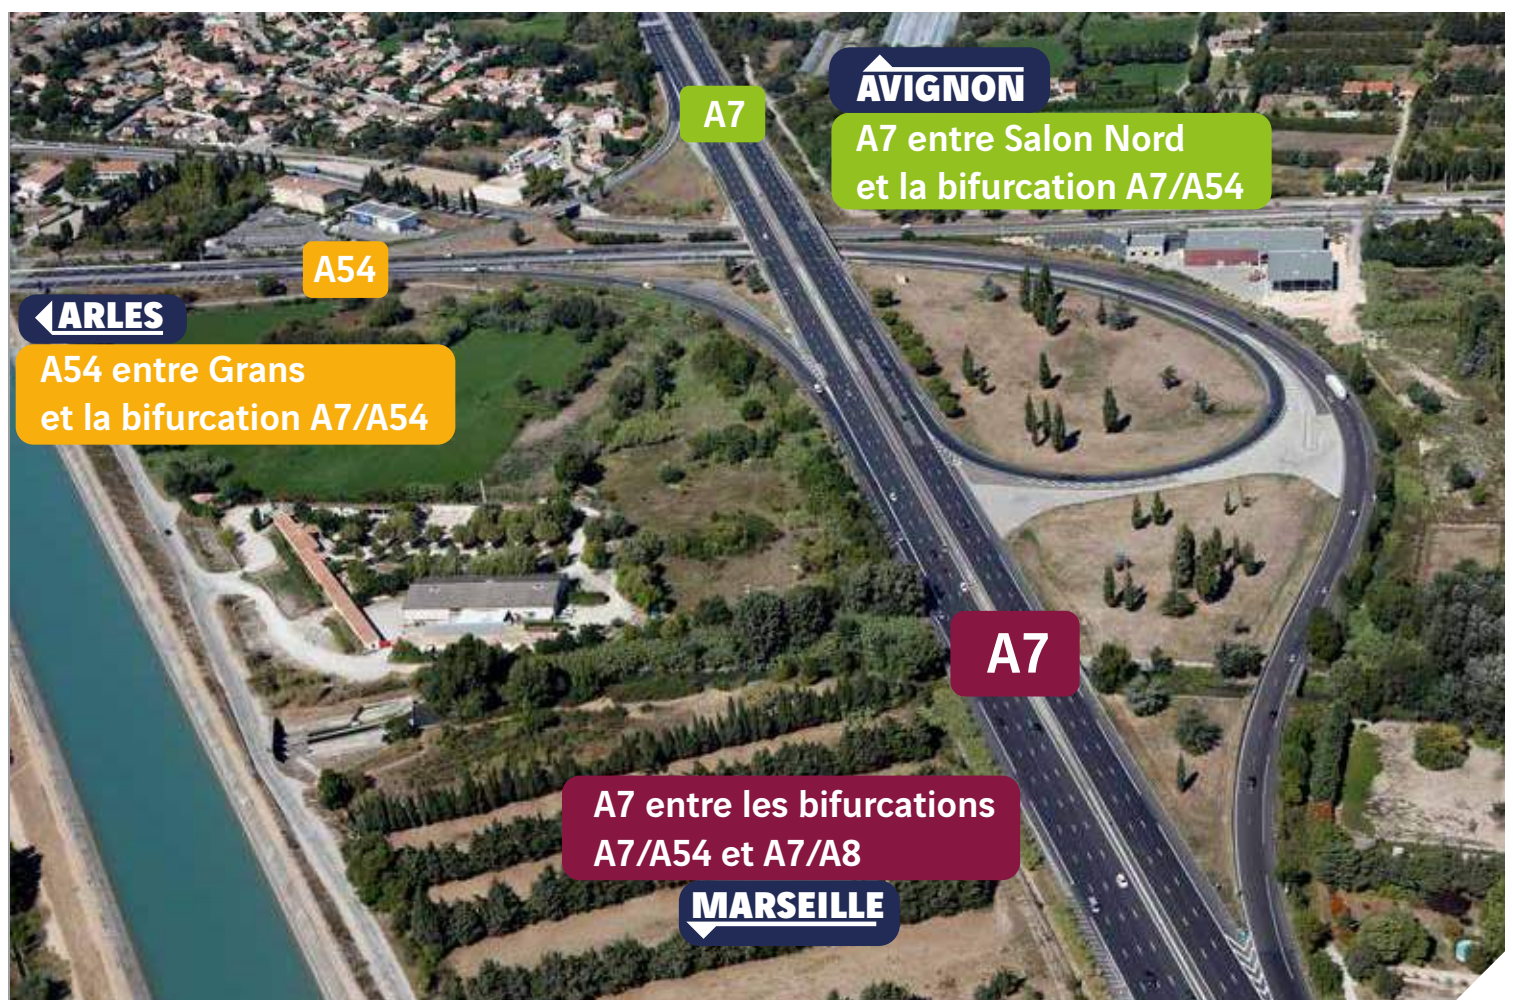 AVIGNON
A7
A7 entre Salon Nord
et la bifurcation A7/A54
A54
ARLES
A54 entre Grans
et la bifurcation A7/A54
A7
A7 entre les bifurcations
A7/A54 et A7/A8
MARSEILLE